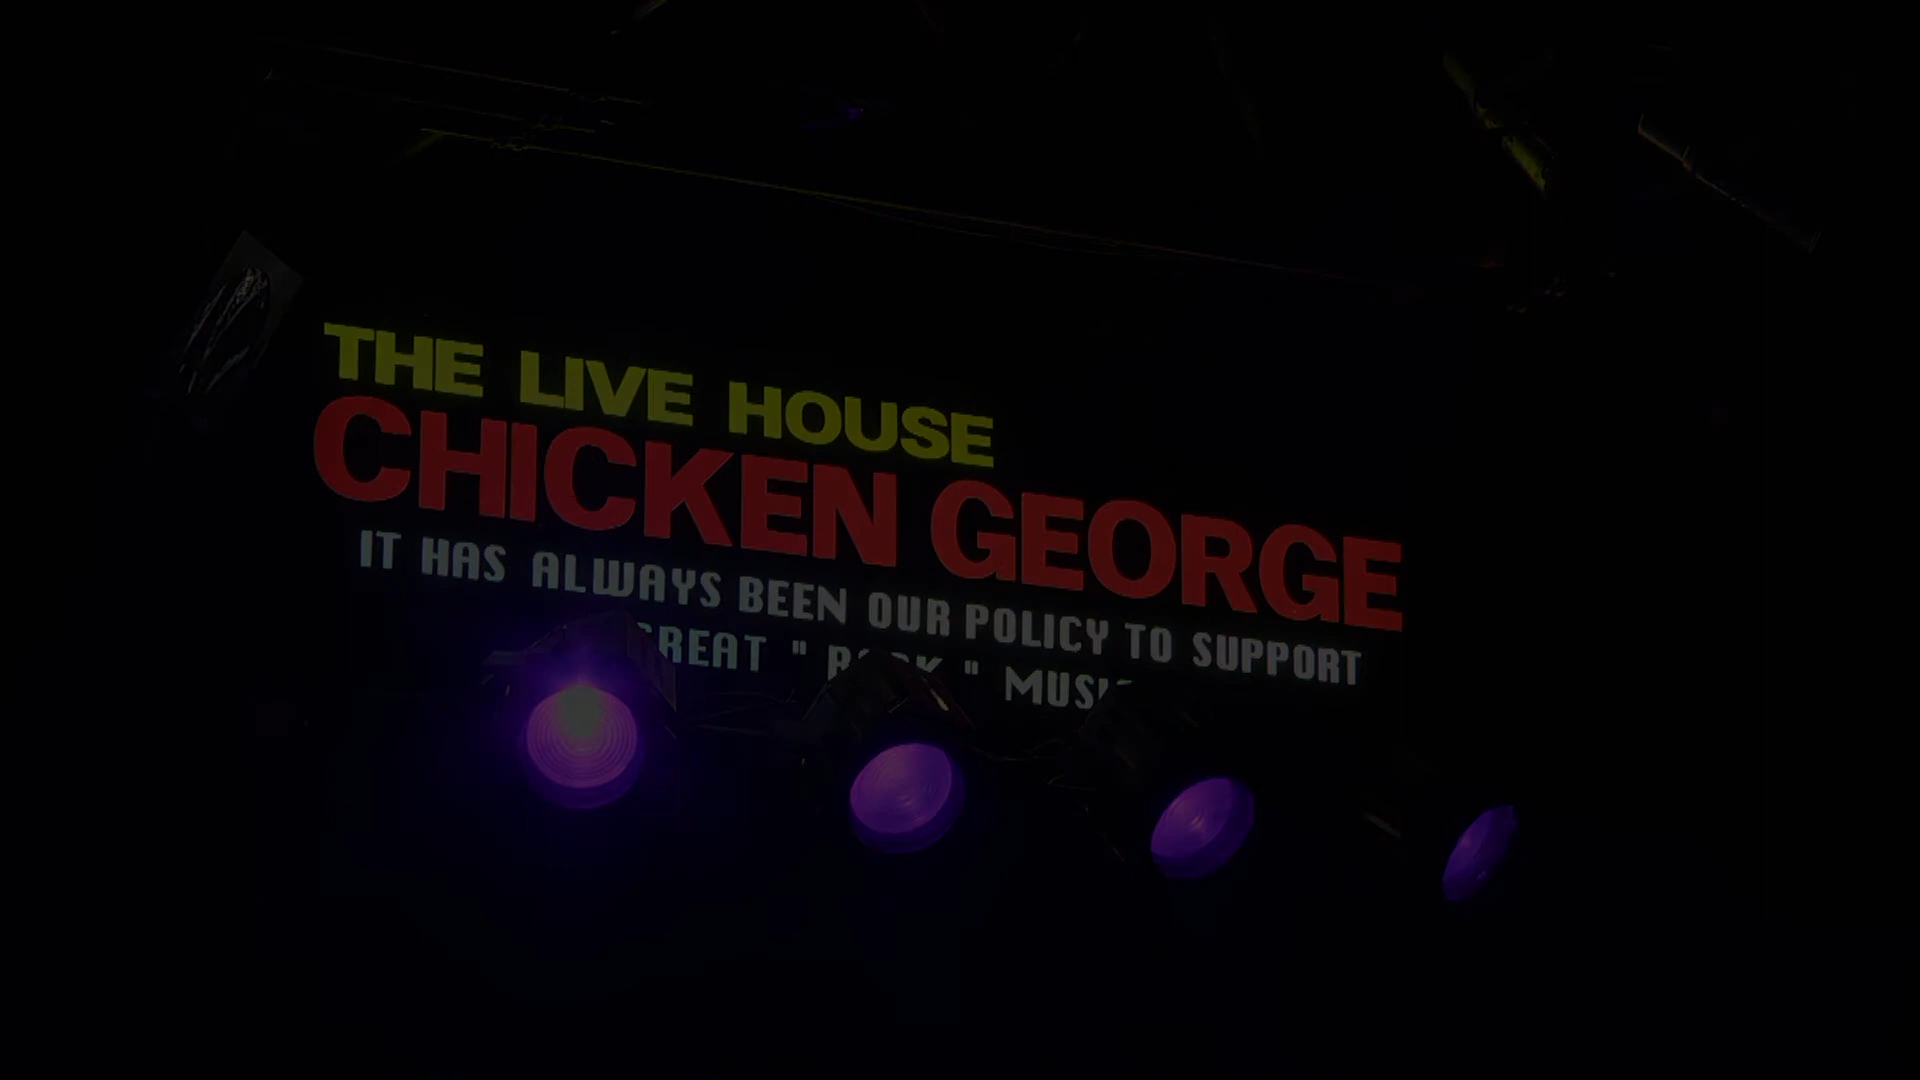 THE LIVE HOUSE
CHICKEN GEORGE
IT HAS ALWAYS BEEN OUR POLICY TO SUPPORT
" "